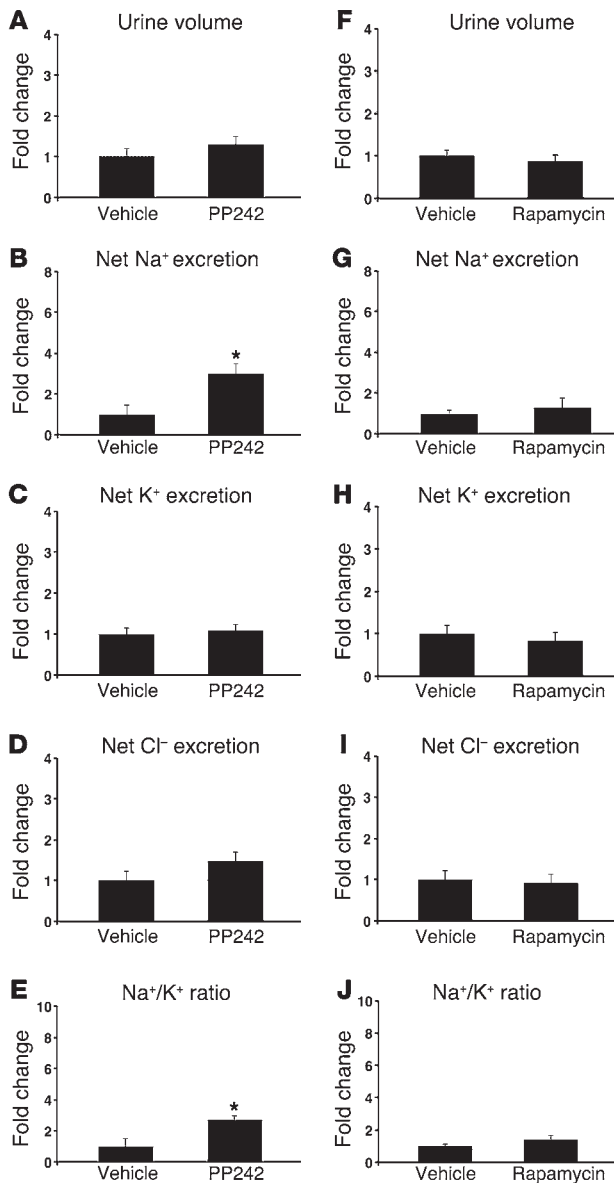 A Urine volume
Fold change
4
3
2
1
0
Vehicle PP242
B Net Na+ excretion
Fold change
8
6
4
2
0
*
Vehicle PP242
C Net K+ excretion
Fold change
4
3
2
1
0
Vehicle PP242
D Net Cl− excretion
Fold change
4
3
2
1
0
Vehicle PP242
E Na+/K+ ratio
Fold change
10
8
6
4
2
0
*
Vehicle PP242
F Urine volume
Fold change
4
3
2
1
0
Vehicle Rapamycin
G Net Na+ excretion
Fold change
8
6
4
2
0
Vehicle Rapamycin
H Net K+ excretion
Fold change
4
3
2
1
0
Vehicle Rapamycin
I Net Cl− excretion
Fold change
4
3
2
1
0
Vehicle Rapamycin
J Na+/K+ ratio
Fold change
10
8
6
4
2
0
Vehicle Rapamycin